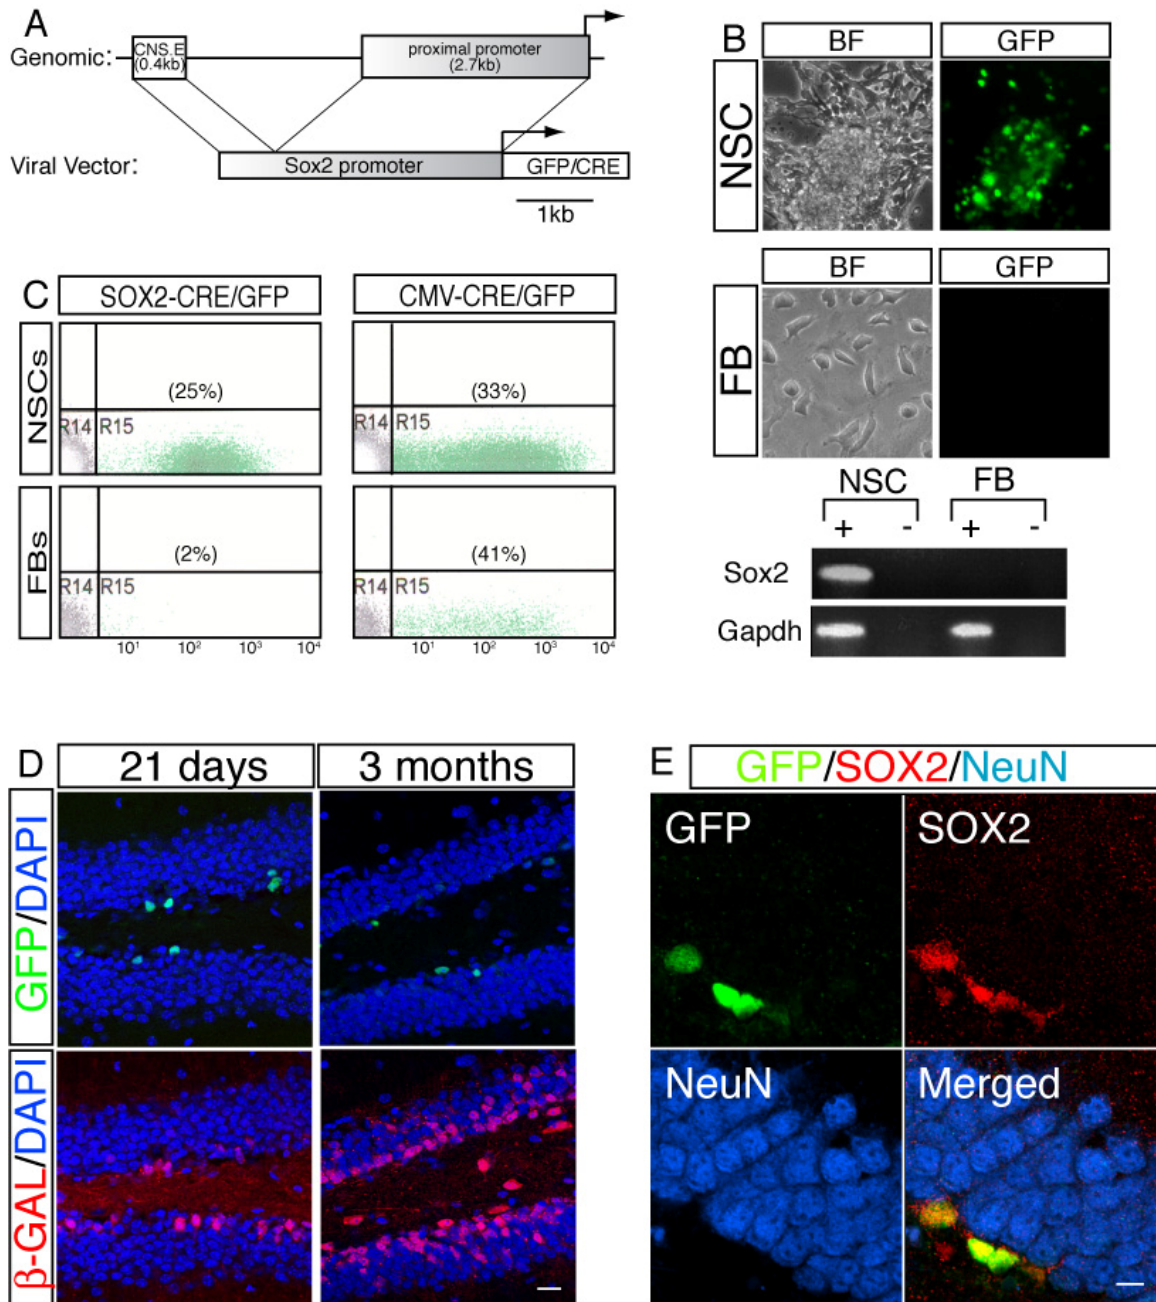 A
Genomic:
CNS.E
(0.4kb)
proximal promoter
(2.7kb)
Viral Vector:
Sox2 promoter
GFP/CRE
1kb
B
BF
GFP
NSC
BF
GFP
FB
NSC
FB
+
-
+
-
Sox2
Gapdh
C
SOX2-CRE/GFP
CMV-CRE/GFP
NSCs
(25%)
R14
R15
(33%)
R14
R15
FBs
(2%)
R14
R15
(41%)
R14
R15
10¹
10²
10³
10⁴
10¹
10²
10³
10⁴
D
21 days
3 months
GFP/DAPI
β-GAL/DAPI
E
GFP/SOX2/NeuN
GFP
SOX2
NeuN
Merged